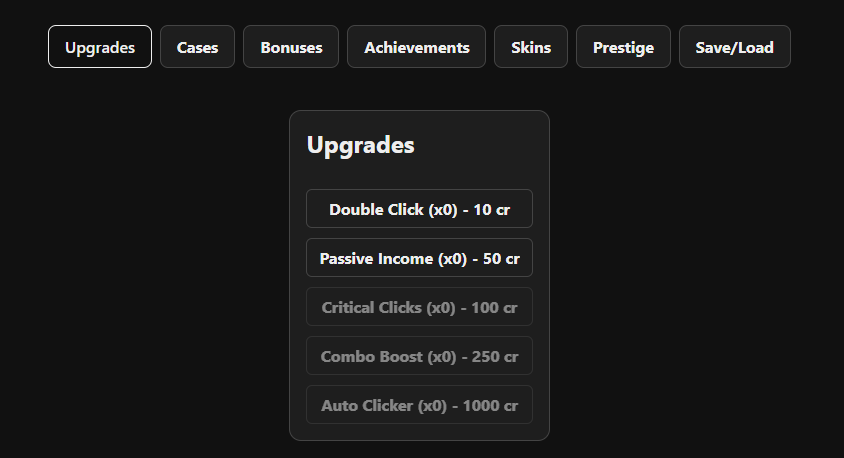 Upgrades Cases Bonuses Achievements Skins Prestige Save/Load
Upgrades
Double Click (x0) - 10 cr
Passive Income (x0) - 50 cr
Critical Clicks (x0) - 100 cr
Combo Boost (x0) - 250 cr
Auto Clicker (x0) - 1000 cr